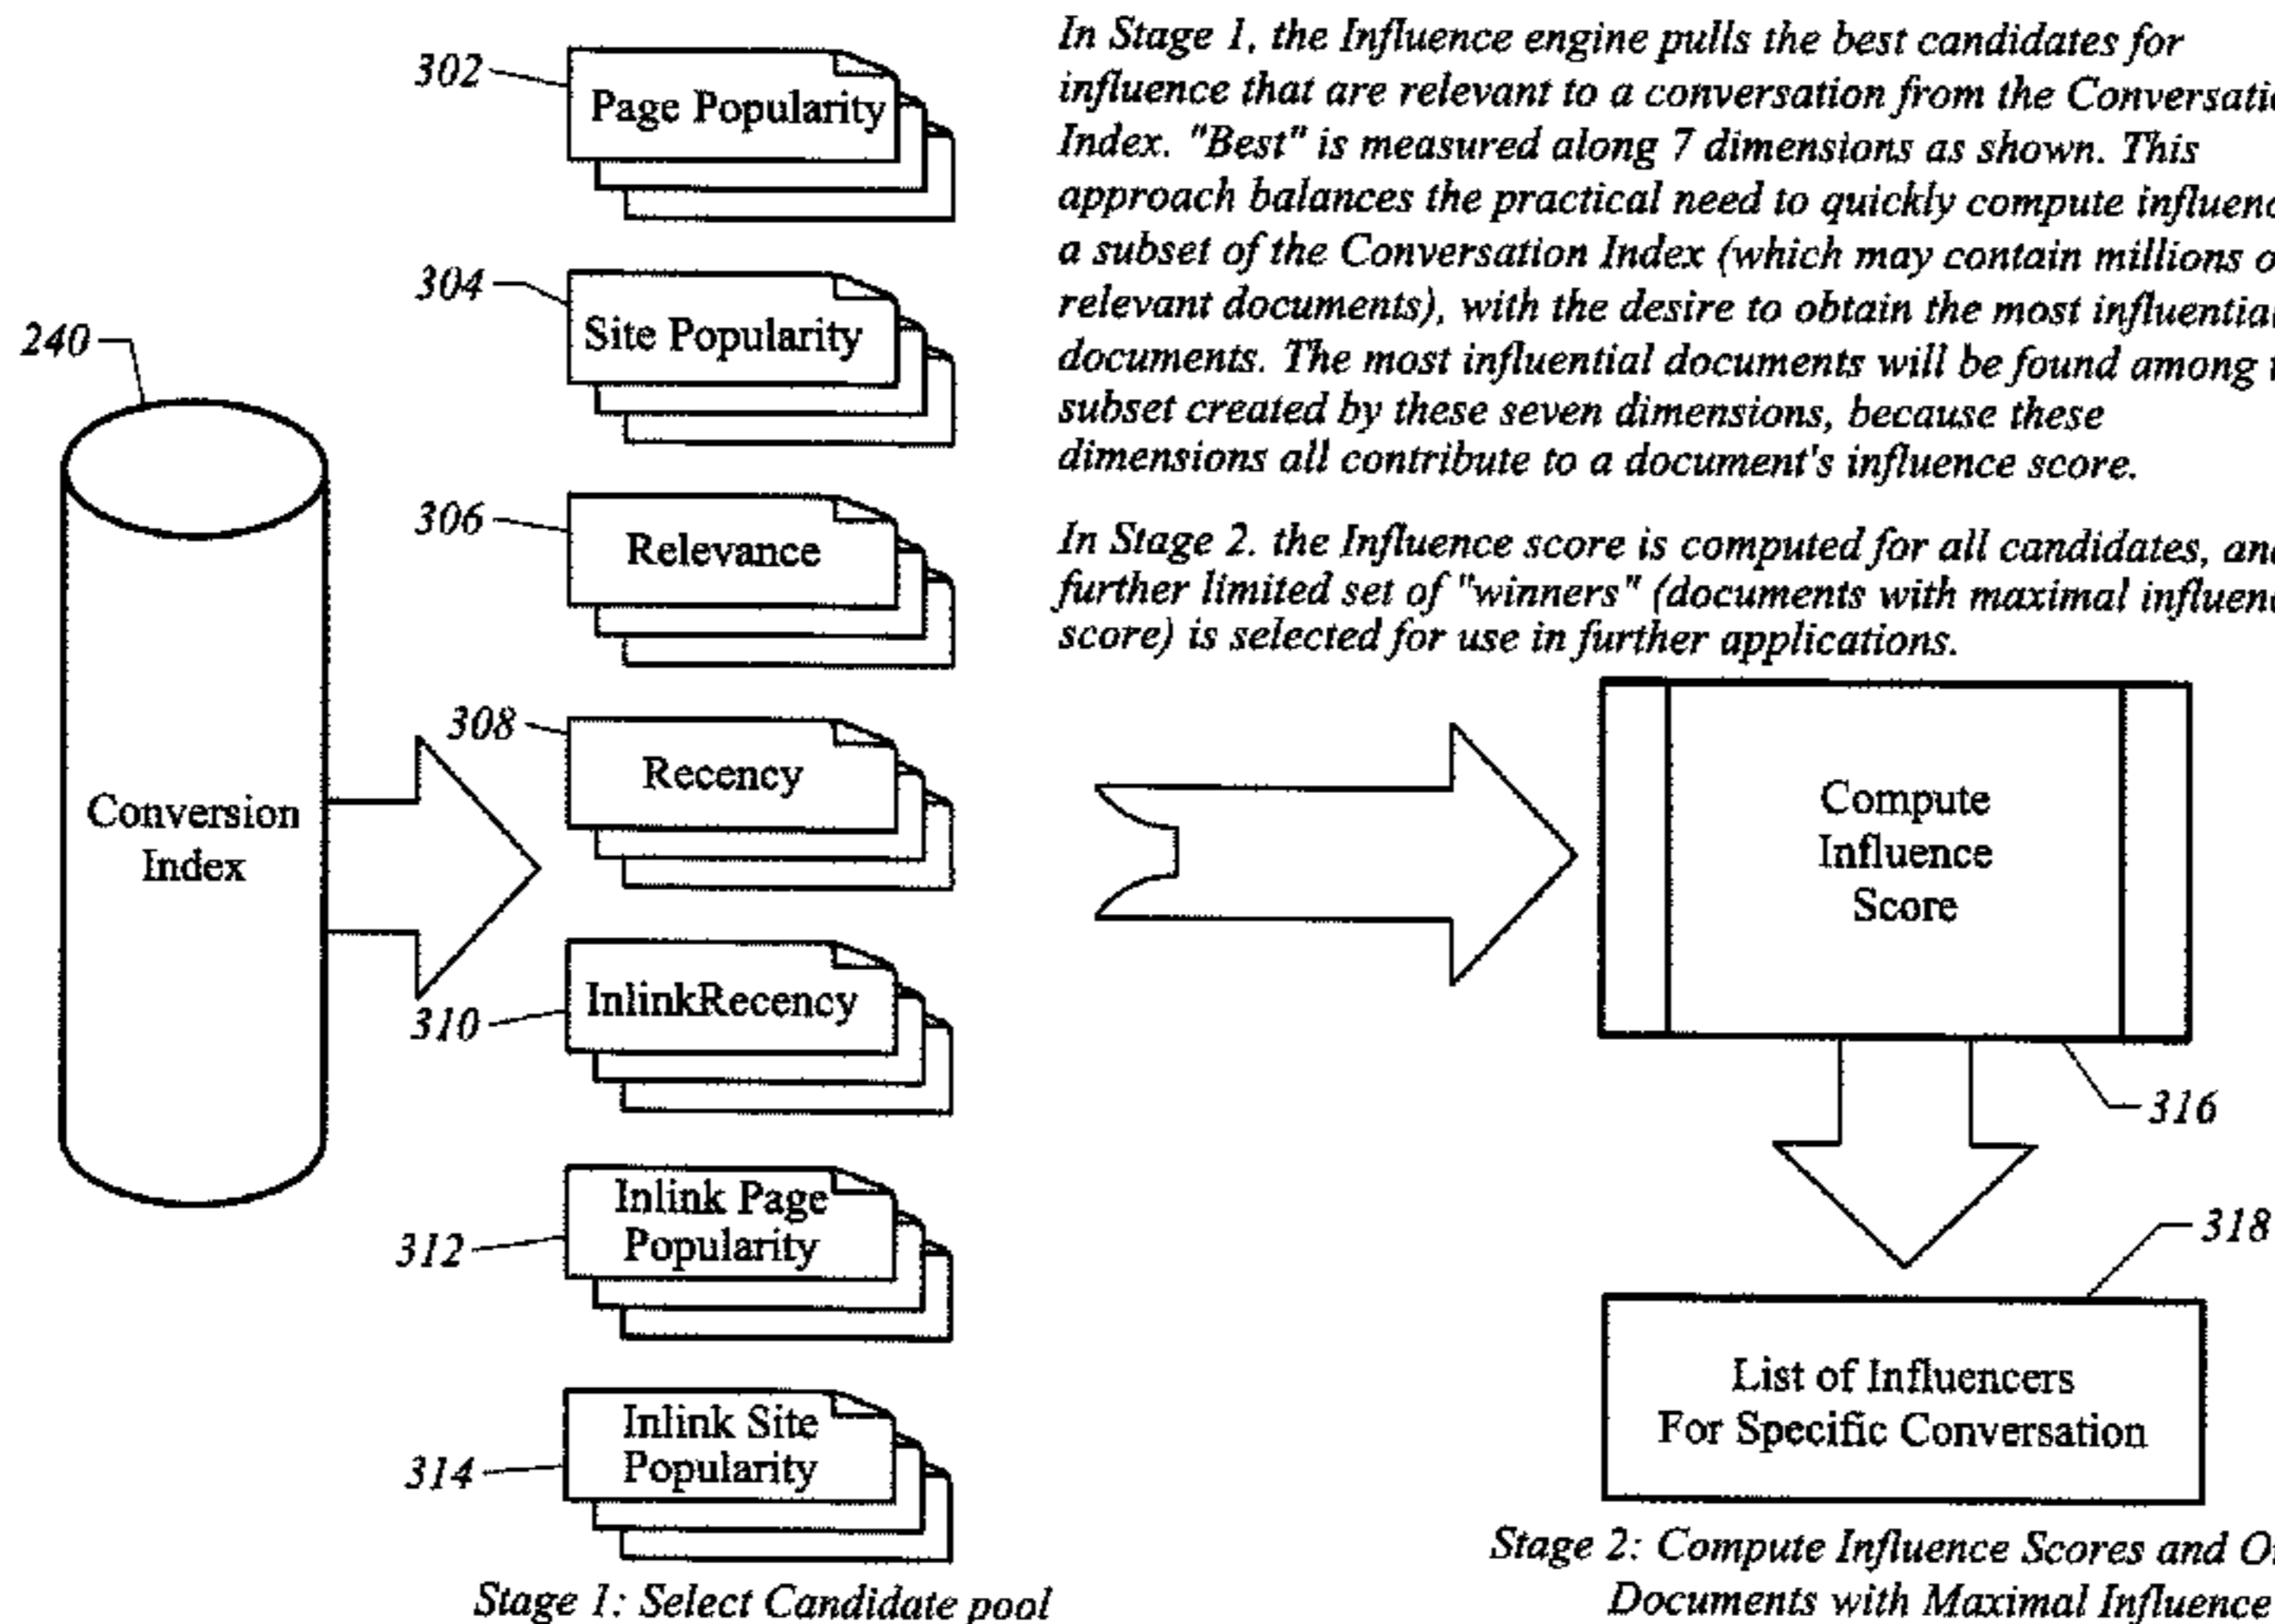 302
Page Popularity
304
Site Popularity
240
306
Relevance
308
Recency
Conversion
Index
310
InlinkRecency
312
Inlink Page
Popularity
314
Inlink Site
Popularity
Stage 1: Select Candidate pool
In Stage 1, the Influence engine pulls the best candidates for
influence that are relevant to a conversation from the
Index. "Best" is measured along 7 dimensions as shown. This
approach balances the practical need to quickly compute
a subset of the Conversation Index (which may contain millions
relevant documents), with the desire to obtain the most influential
documents. The most influential documents will be found among
subset created by these seven dimensions, because these
dimensions all contribute to a document's influence score.
In Stage 2. the Influence score is computed for all candidates, and
further limited set of "winners" (documents with maximal
score) is selected for use in further applications.
Compute
Influence
Score
316
318
List of Influencers
For Specific Conversation
Stage 2: Compute Influence Scores and
Documents with Maximal Influence